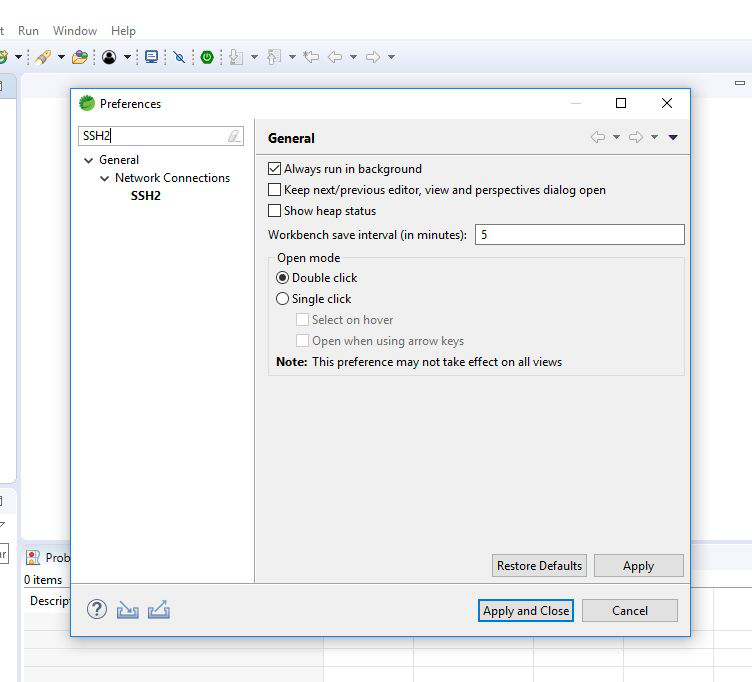 t Run Window Help
Preferences
SSH2
General
Network Connections
SSH2
General
Always run in background
Keep next/previous editor, view and perspectives dialog open
Show heap status
Workbench save interval (in minutes): 5
Open mode
Double click
Single click
Select on hover
Open when using arrow keys
Note: This preference may not take effect on all views
Restore Defaults Apply
ar
Prob
0 items
Descrip
Apply and Close Cancel